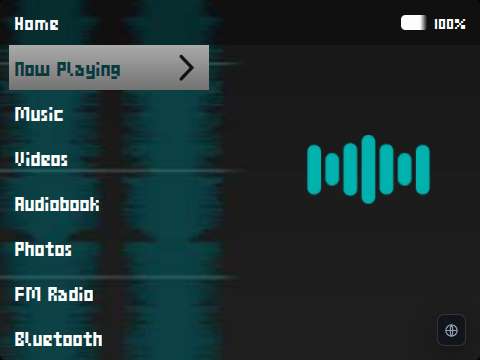 Home
100%
Now Playing
Music
Videos
Audiobook
Photos
FM Radio
Bluetooth